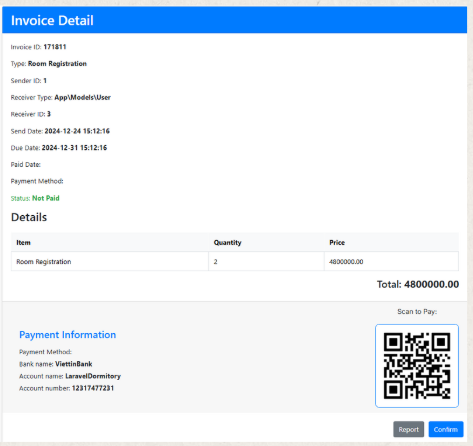 Invoice Detail
Invoice ID: 171811
Type: Room Registration
Sender ID: 1
Receiver Type: App\Models\User
Receiver ID: 3
Send Date: 2024-12-24 15:12:16
Due Date: 2024-12-31 15:12:16
Paid Date:
Payment Method:
Status: Not Paid
Details
Item Quantity Price
Room Registration 2 4800000.00
Total: 4800000.00
Scan to Pay:
Payment Information
Payment Method:
Bank name: ViettinBank
Account name: LaravelDormitory
Account number: 12317477231
Report Confirm